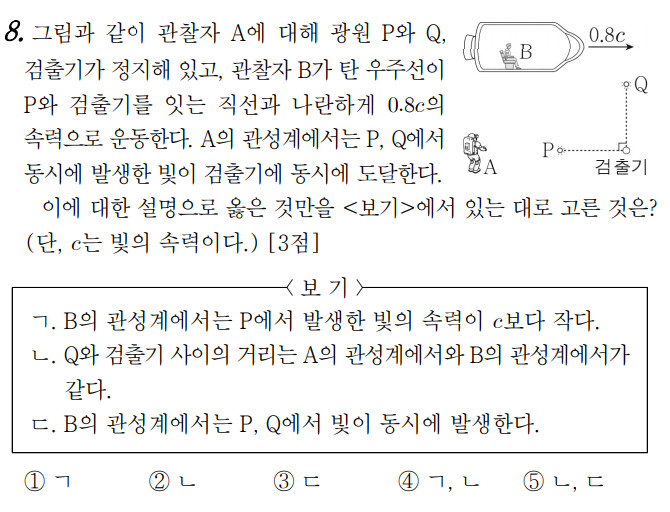 8. 그림과 같이 관찰자 A에 대해 광원 P와 Q,
검출기가 정지해 있고, 관찰자 B가 탄 우주선이
P와 검출기를 잇는 직선과 나란하게 0.8c의
속력으로 운동한다. A의 관성계에서는 P, Q에서
동시에 발생한 빛이 검출기에 동시에 도달한다.
0.8c
B
Q
P
검출기
A
이에 대한 설명으로 옳은 것만을 <보기>에서 있는 대로 고른 것은?
(단, c는 빛의 속력이다.) [3점]
< 보 기 >
ㄱ. B의 관성계에서는 P에서 발생한 빛의 속력이 c보다 작다.
ㄴ. Q와 검출기 사이의 거리는 A의 관성계에서와 B의 관성계에서가
같다.
ㄷ. B의 관성계에서는 P, Q에서 빛이 동시에 발생한다.
① ㄱ ② ㄴ ③ ㄷ ④ ㄱ, ㄴ ⑤ ㄴ, ㄷ